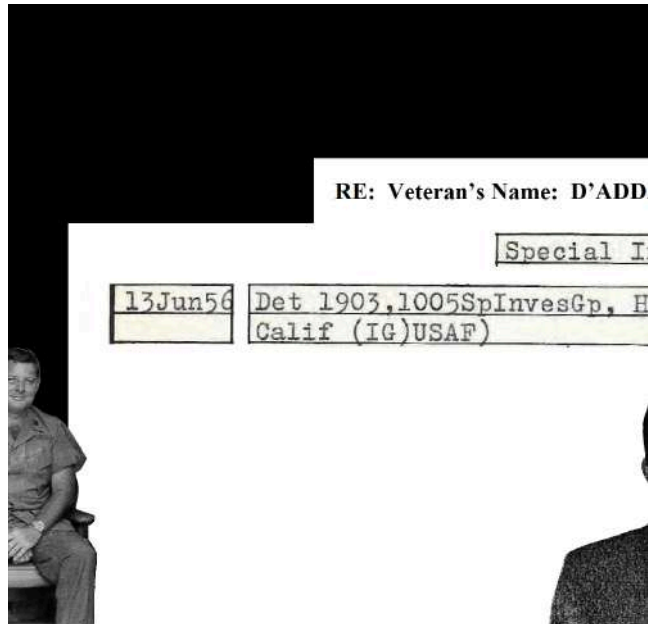 RE: Veteran's Name: D'ADD
Special I
13Jun56 Det 1903,1005SpInvesGp, H
Calif (IG)USAF)